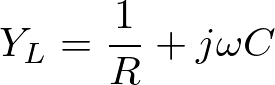 Y_L = \frac{1}{R} + j\omega C